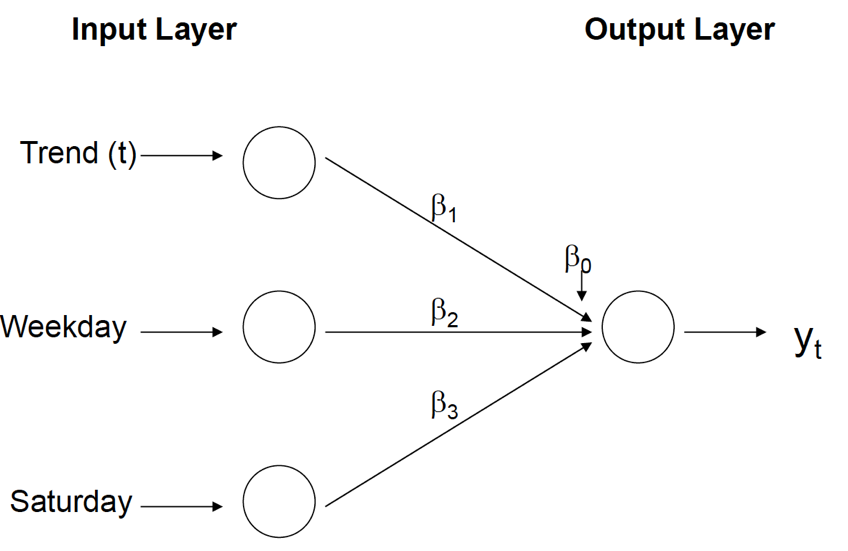 Input Layer
Output Layer
Trend (t)
β1
β0
Weekday
β2
yt
β3
Saturday